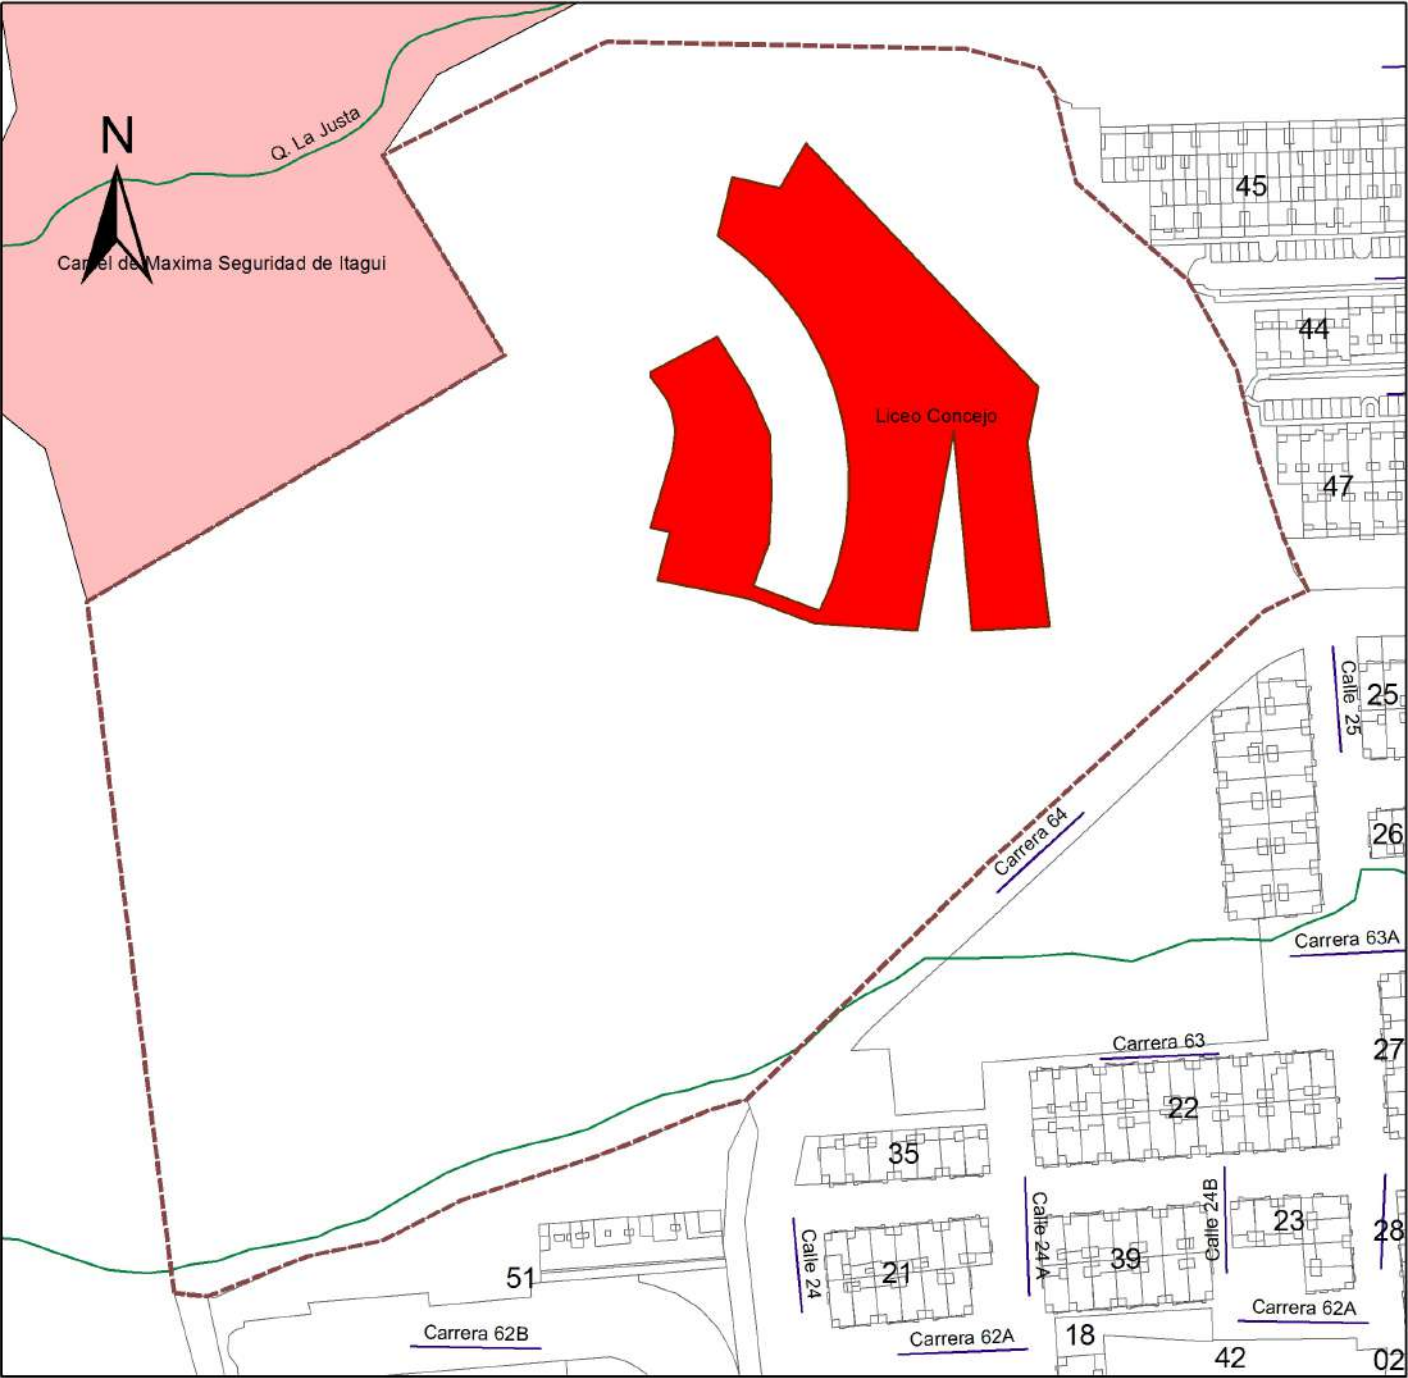 N
Q. La Justa
Carcel de Maxima Seguridad de Itagui
45
44
Liceo Concejo
47
Calle 25
25
Carrera 64
26
Carrera 63A
Carrera 63
27
22
35
Calle 24
21
Calle 24 A
39
Calle 24B
23
28
51
Carrera 62B
Carrera 62A
Carrera 62A
18
42
02